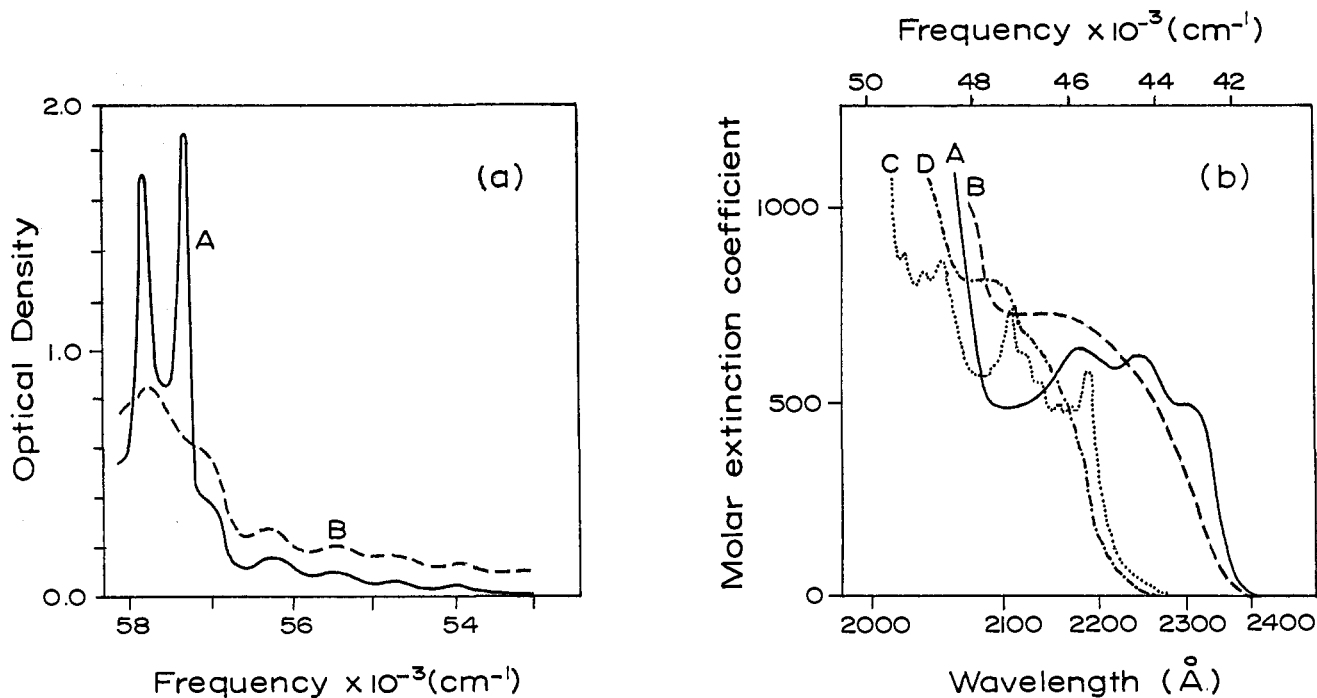 2.0
1.0
0.0
Optical Density
(a)
A
B
58 56 54
Frequency x10⁻³(cm⁻¹)
Frequency x10⁻³(cm⁻¹)
50 48 46 44 42
Molar extinction coefficient
1000
500
0
C D A B
(b)
2000 2100 2200 2300 2400
Wavelength (Å)